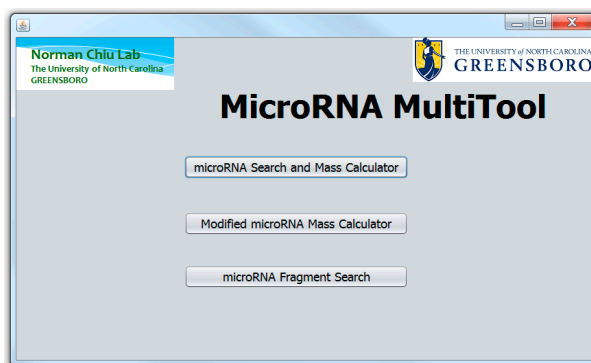 Norman Chiu Lab
The University of North Carolina
GREENSBORO
THE UNIVERSITY of NORTH CAROLINA
GREENSBORO
MicroRNA MultiTool
microRNA Search and Mass Calculator
Modified microRNA Mass Calculator
microRNA Fragment Search